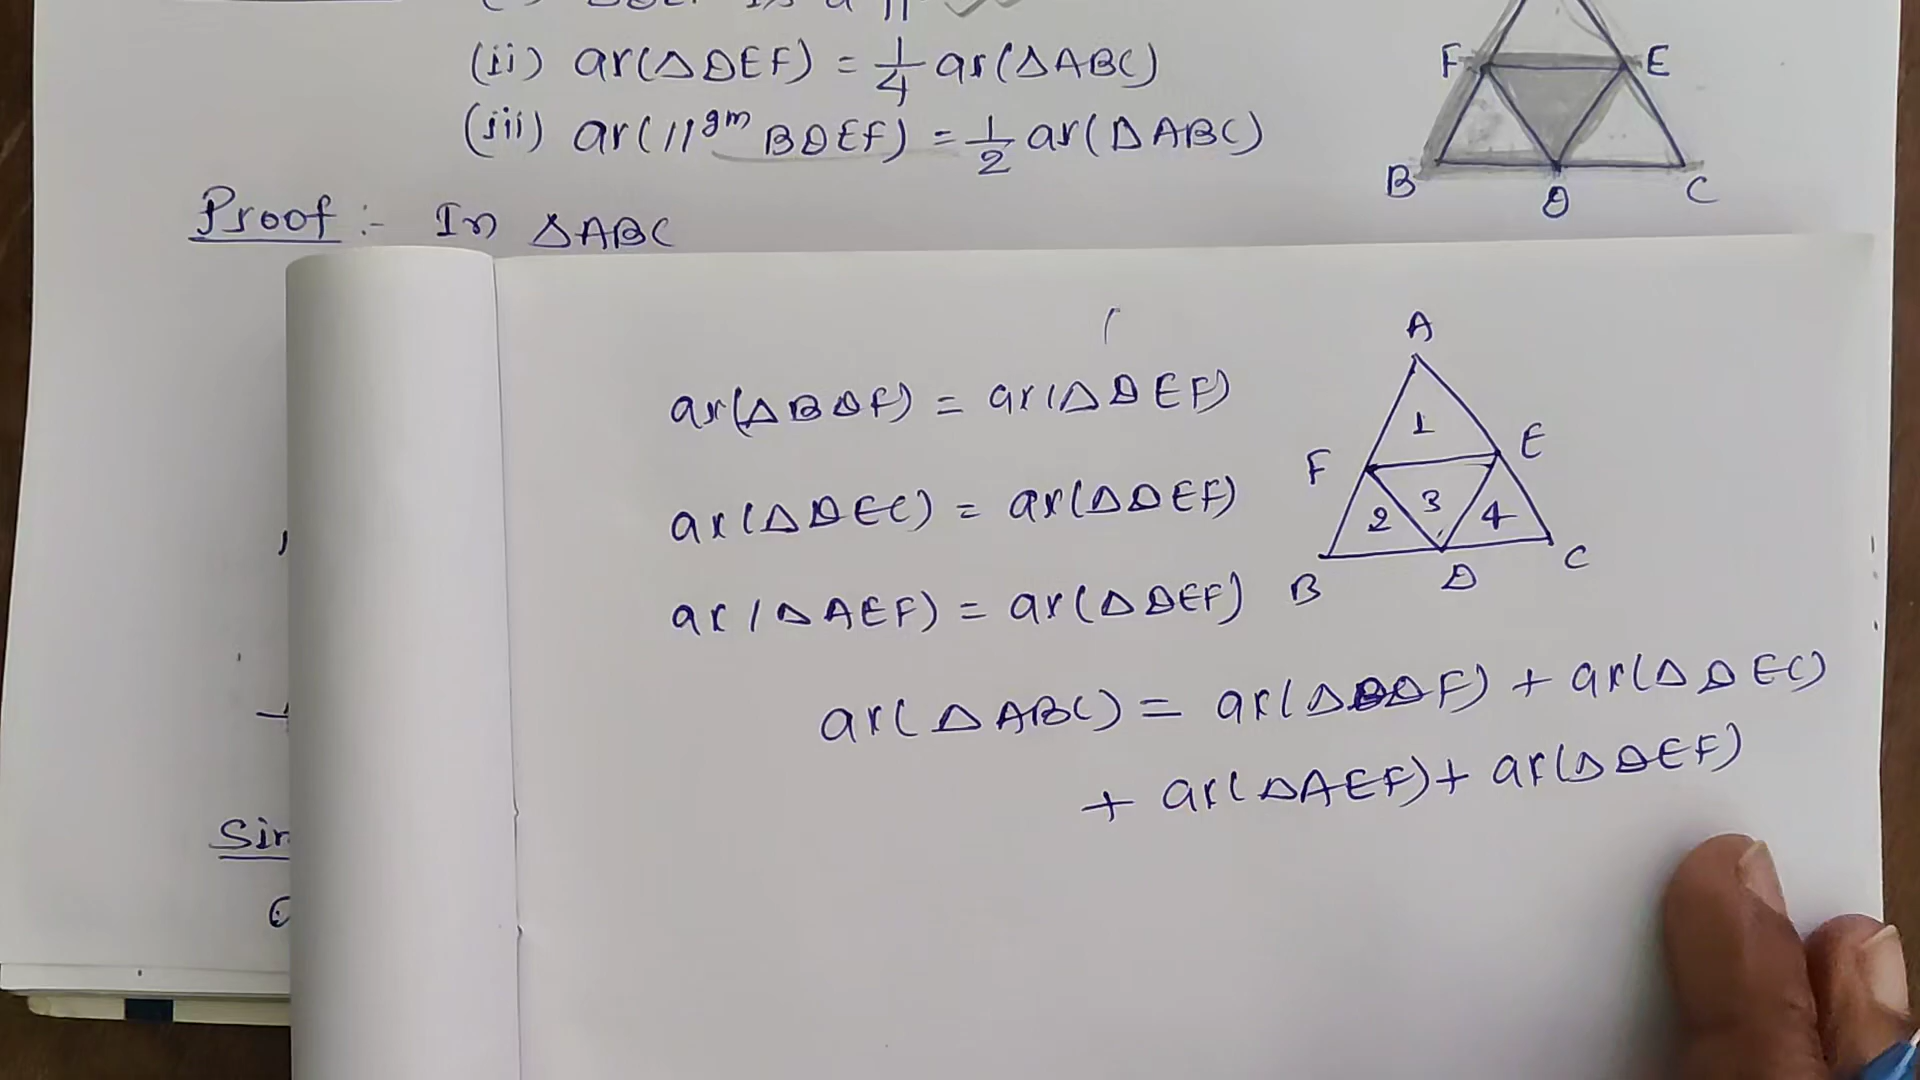 (ii) ar(△DEF) = 1/4 ar(△ABC)
(iii) ar(11gm BDEF) = 1/2 ar(△ABC)
F E
B D C
Proof :- In △ABC
A
ar(△BDF) = ar(△DEF)
1
F E
ar(△DEC) = ar(△DEF)
2 3 4
B D C
ar(△AEF) = ar(△DEF)
ar(△ABC) = ar(△BDF) + ar(△DEC)
+ ar(△AEF) + ar(△DEF)